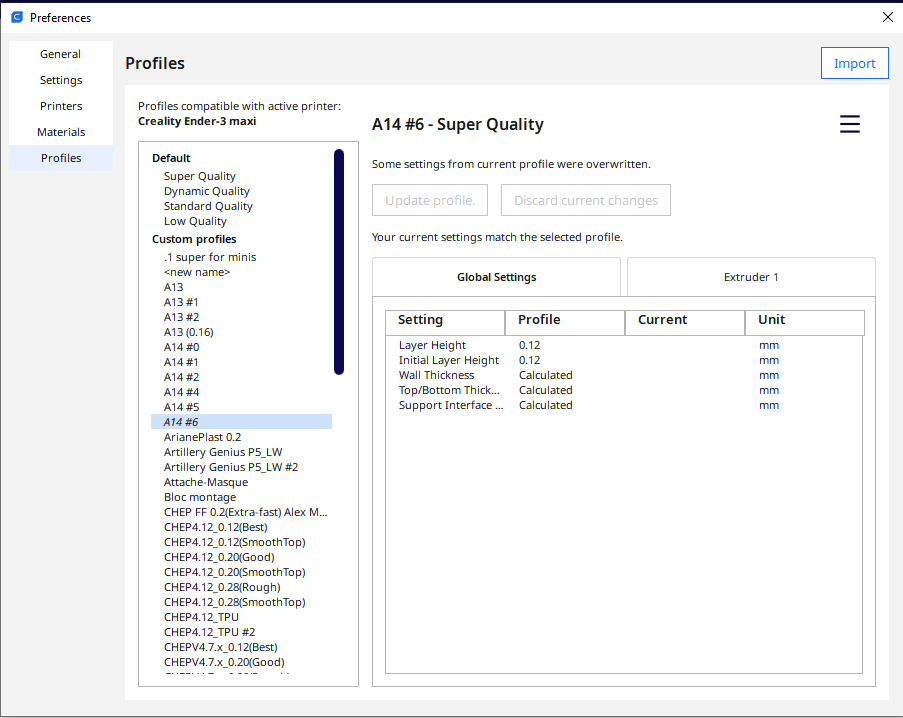 Preferences
General
Settings
Printers
Materials
Profiles
Profiles
Import
Profiles compatible with active printer:
Creality Ender-3 maxi
Default
Super Quality
Dynamic Quality
Standard Quality
Low Quality
Custom profiles
.1 super for minis
<new name>
A13
A13 #1
A13 #2
A13 (0.16)
A14 #0
A14 #1
A14 #2
A14 #4
A14 #5
A14 #6
ArianePlast 0.2
Artillery Genius P5_LW
Artillery Genius P5_LW #2
Attache-Masque
Bloc montage
CHEP FF 0.2(Extra-fast) Alex M...
CHEP4.12_0.12(Best)
CHEP4.12_0.12(SmoothTop)
CHEP4.12_0.20(Good)
CHEP4.12_0.20(SmoothTop)
CHEP4.12_0.28(Rough)
CHEP4.12_0.28(SmoothTop)
CHEP4.12_TPU
CHEP4.12_TPU #2
CHEPV4.7.x_0.12(Best)
CHEPV4.7.x_0.20(Good)
A14 #6 - Super Quality
Some settings from current profile were overwritten.
Update profile. Discard current changes
Your current settings match the selected profile.
Global Settings Extruder 1
Setting Profile Current Unit
Layer Height 0.12 mm
Initial Layer Height 0.12 mm
Wall Thickness Calculated mm
Top/Bottom Thick... Calculated mm
Support Interface ... Calculated mm